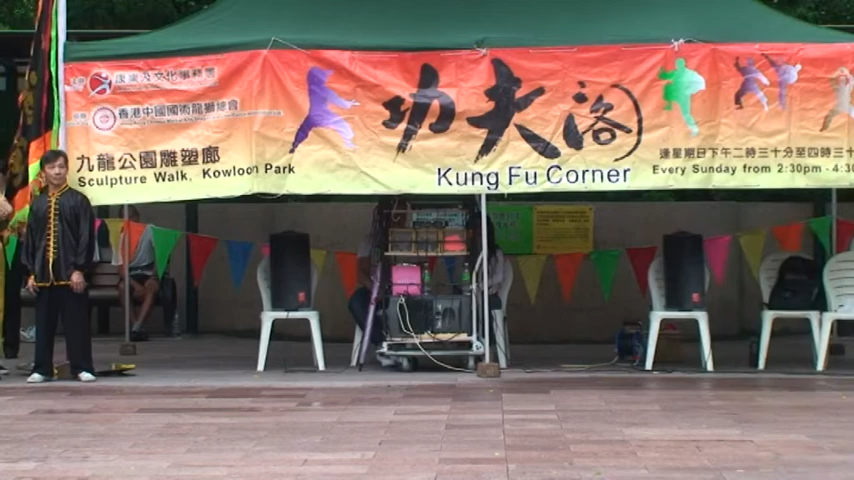 康樂及文化事務署
香港中國國術龍獅總會
九龍公園雕塑廊
Sculpture Walk, Kowloon Park
功夫閣
Kung Fu Corner
逢星期日下午二時三十分至四時三十
Every Sunday from 2:30pm - 4:30